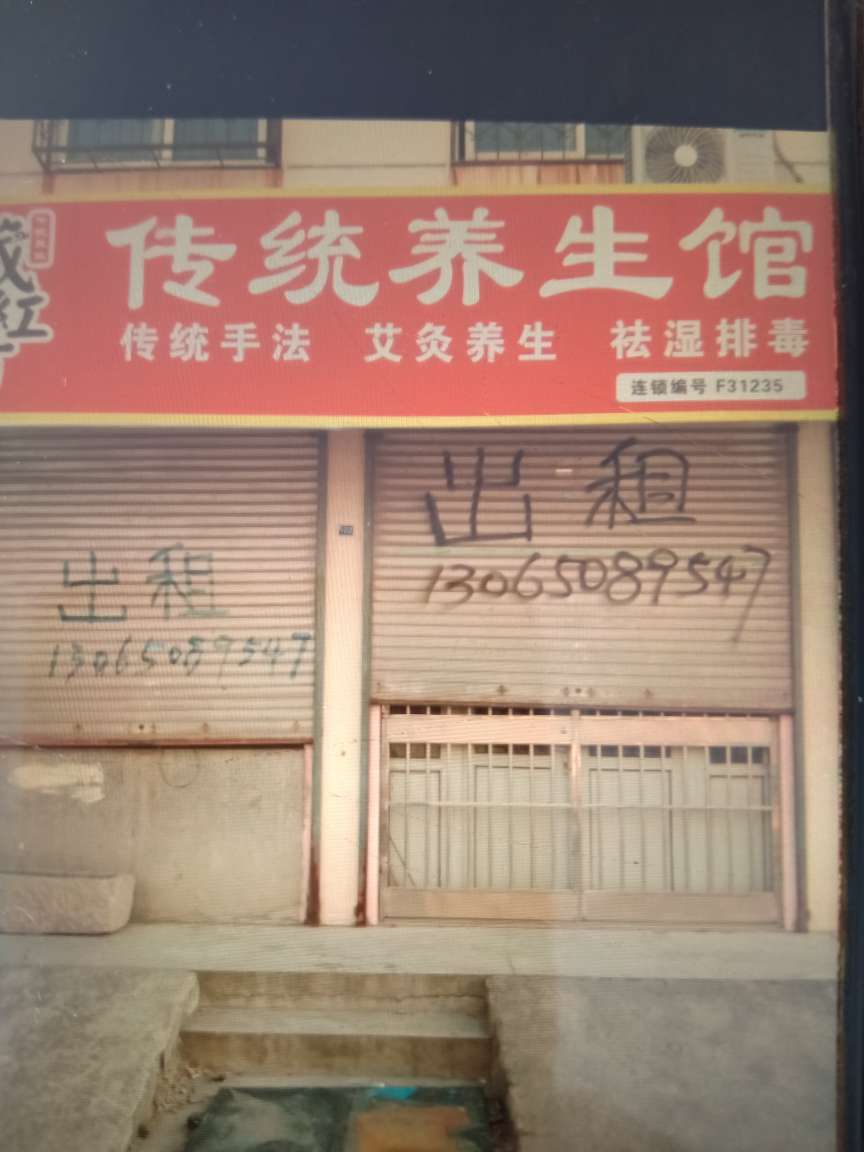 传统养生馆
传统手法 艾灸养生 祛湿排毒
连锁编号 F31235
出租
13065089547
出租
13065089547